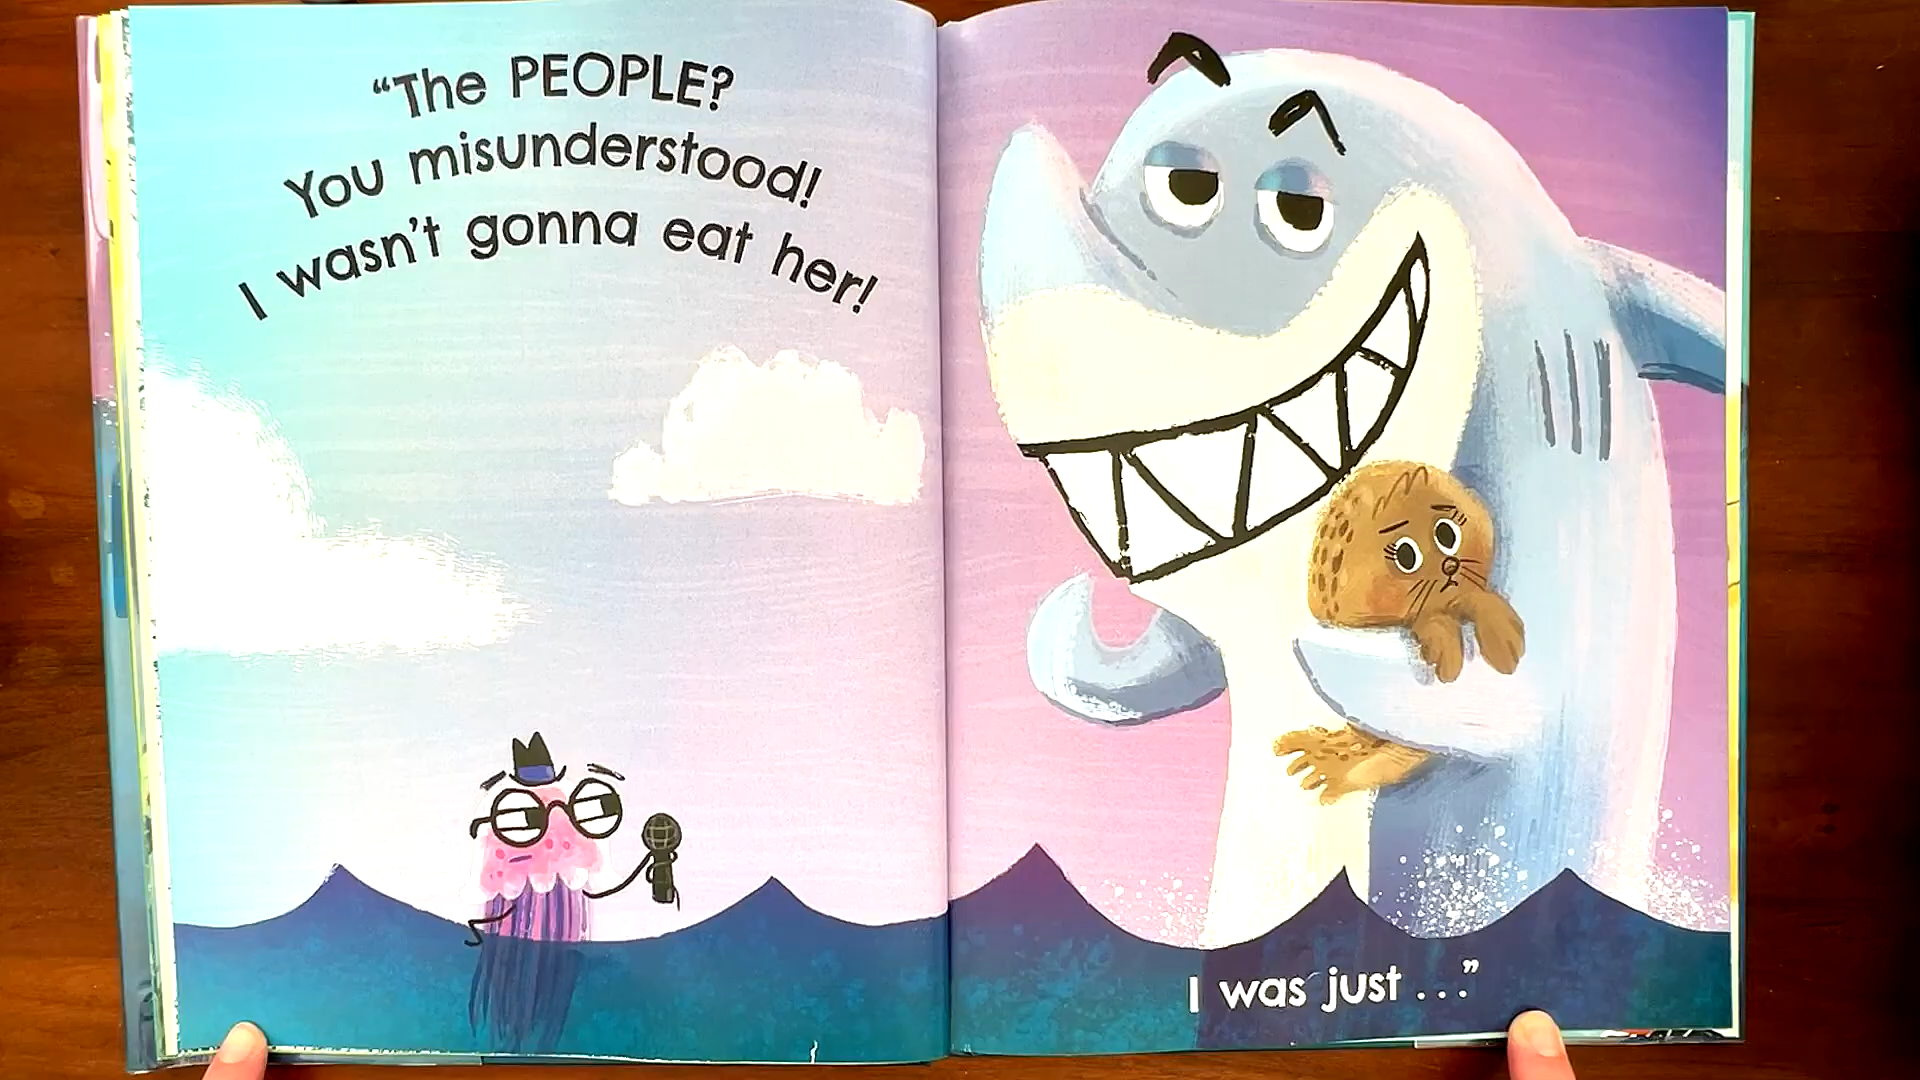 “The PEOPLE?
You misunderstood!
I wasn’t gonna eat her!
I was just . . .”